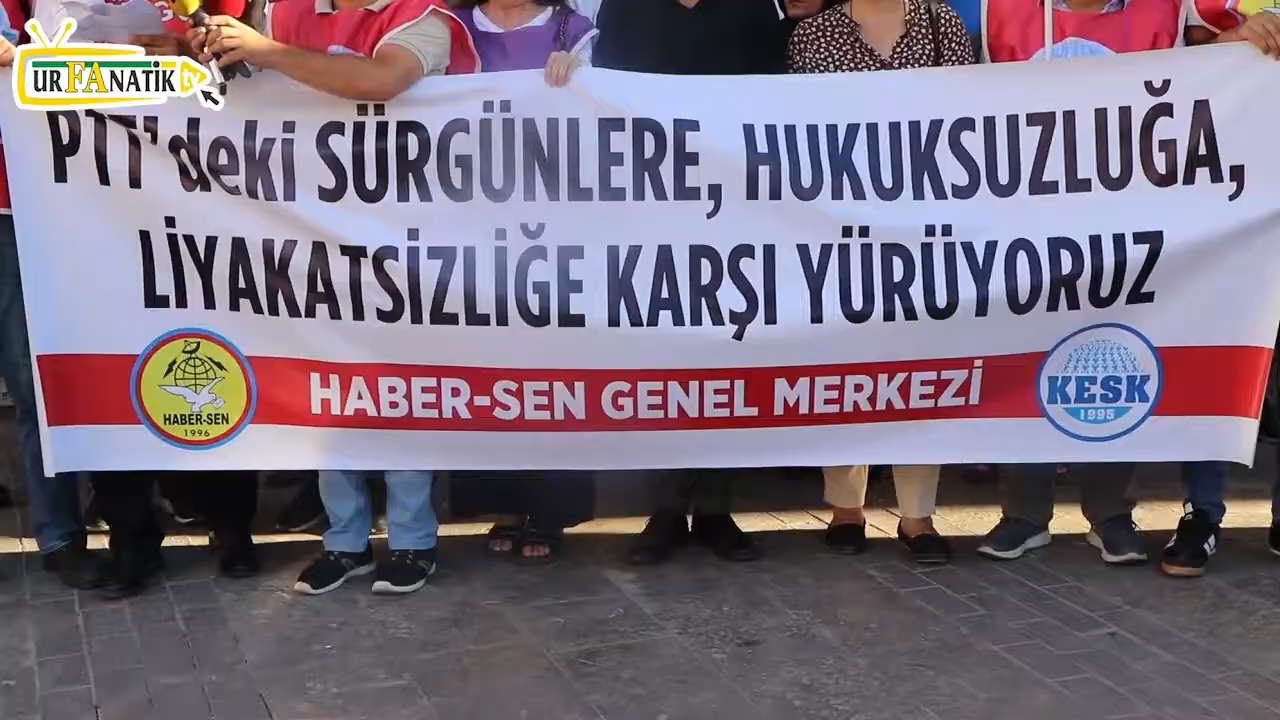 URFANATİK tv
PTT'deki SÜRGÜNLERE, HUKUKSUZLUĞA,
LİYAKATSİZLİĞE KARŞI YÜRÜYORUZ
HABER-SEN GENEL MERKEZİ
HABER-SEN
1996
KESK
1995